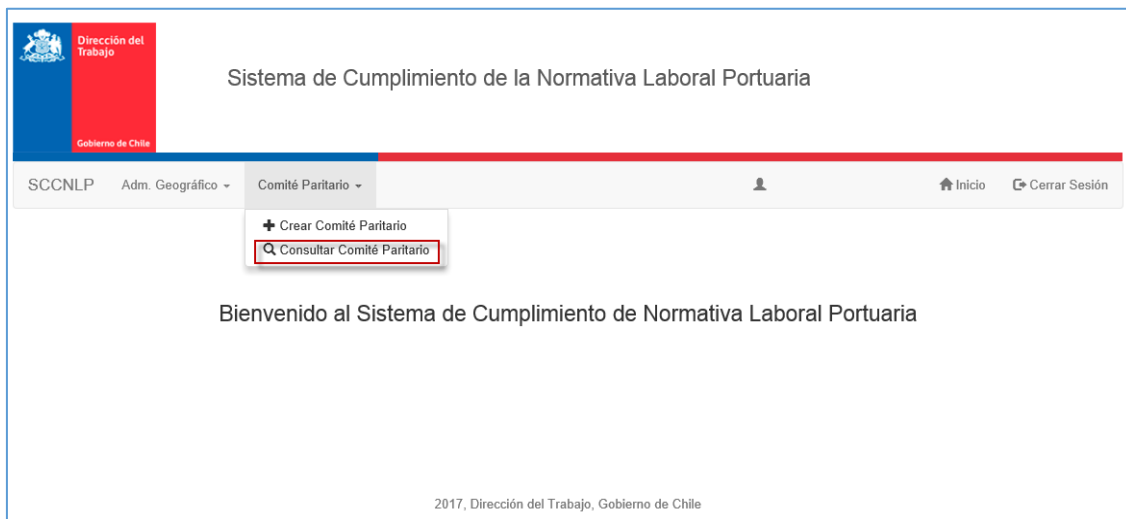 Dirección del
Trabajo
Gobierno de Chile
Sistema de Cumplimiento de la Normativa Laboral Portuaria
SCCNLP Adm. Geográfico Comité Paritario Inicio Cerrar Sesión
Crear Comité Paritario
Consultar Comité Paritario
Bienvenido al Sistema de Cumplimiento de Normativa Laboral Portuaria
2017, Dirección del Trabajo, Gobierno de Chile